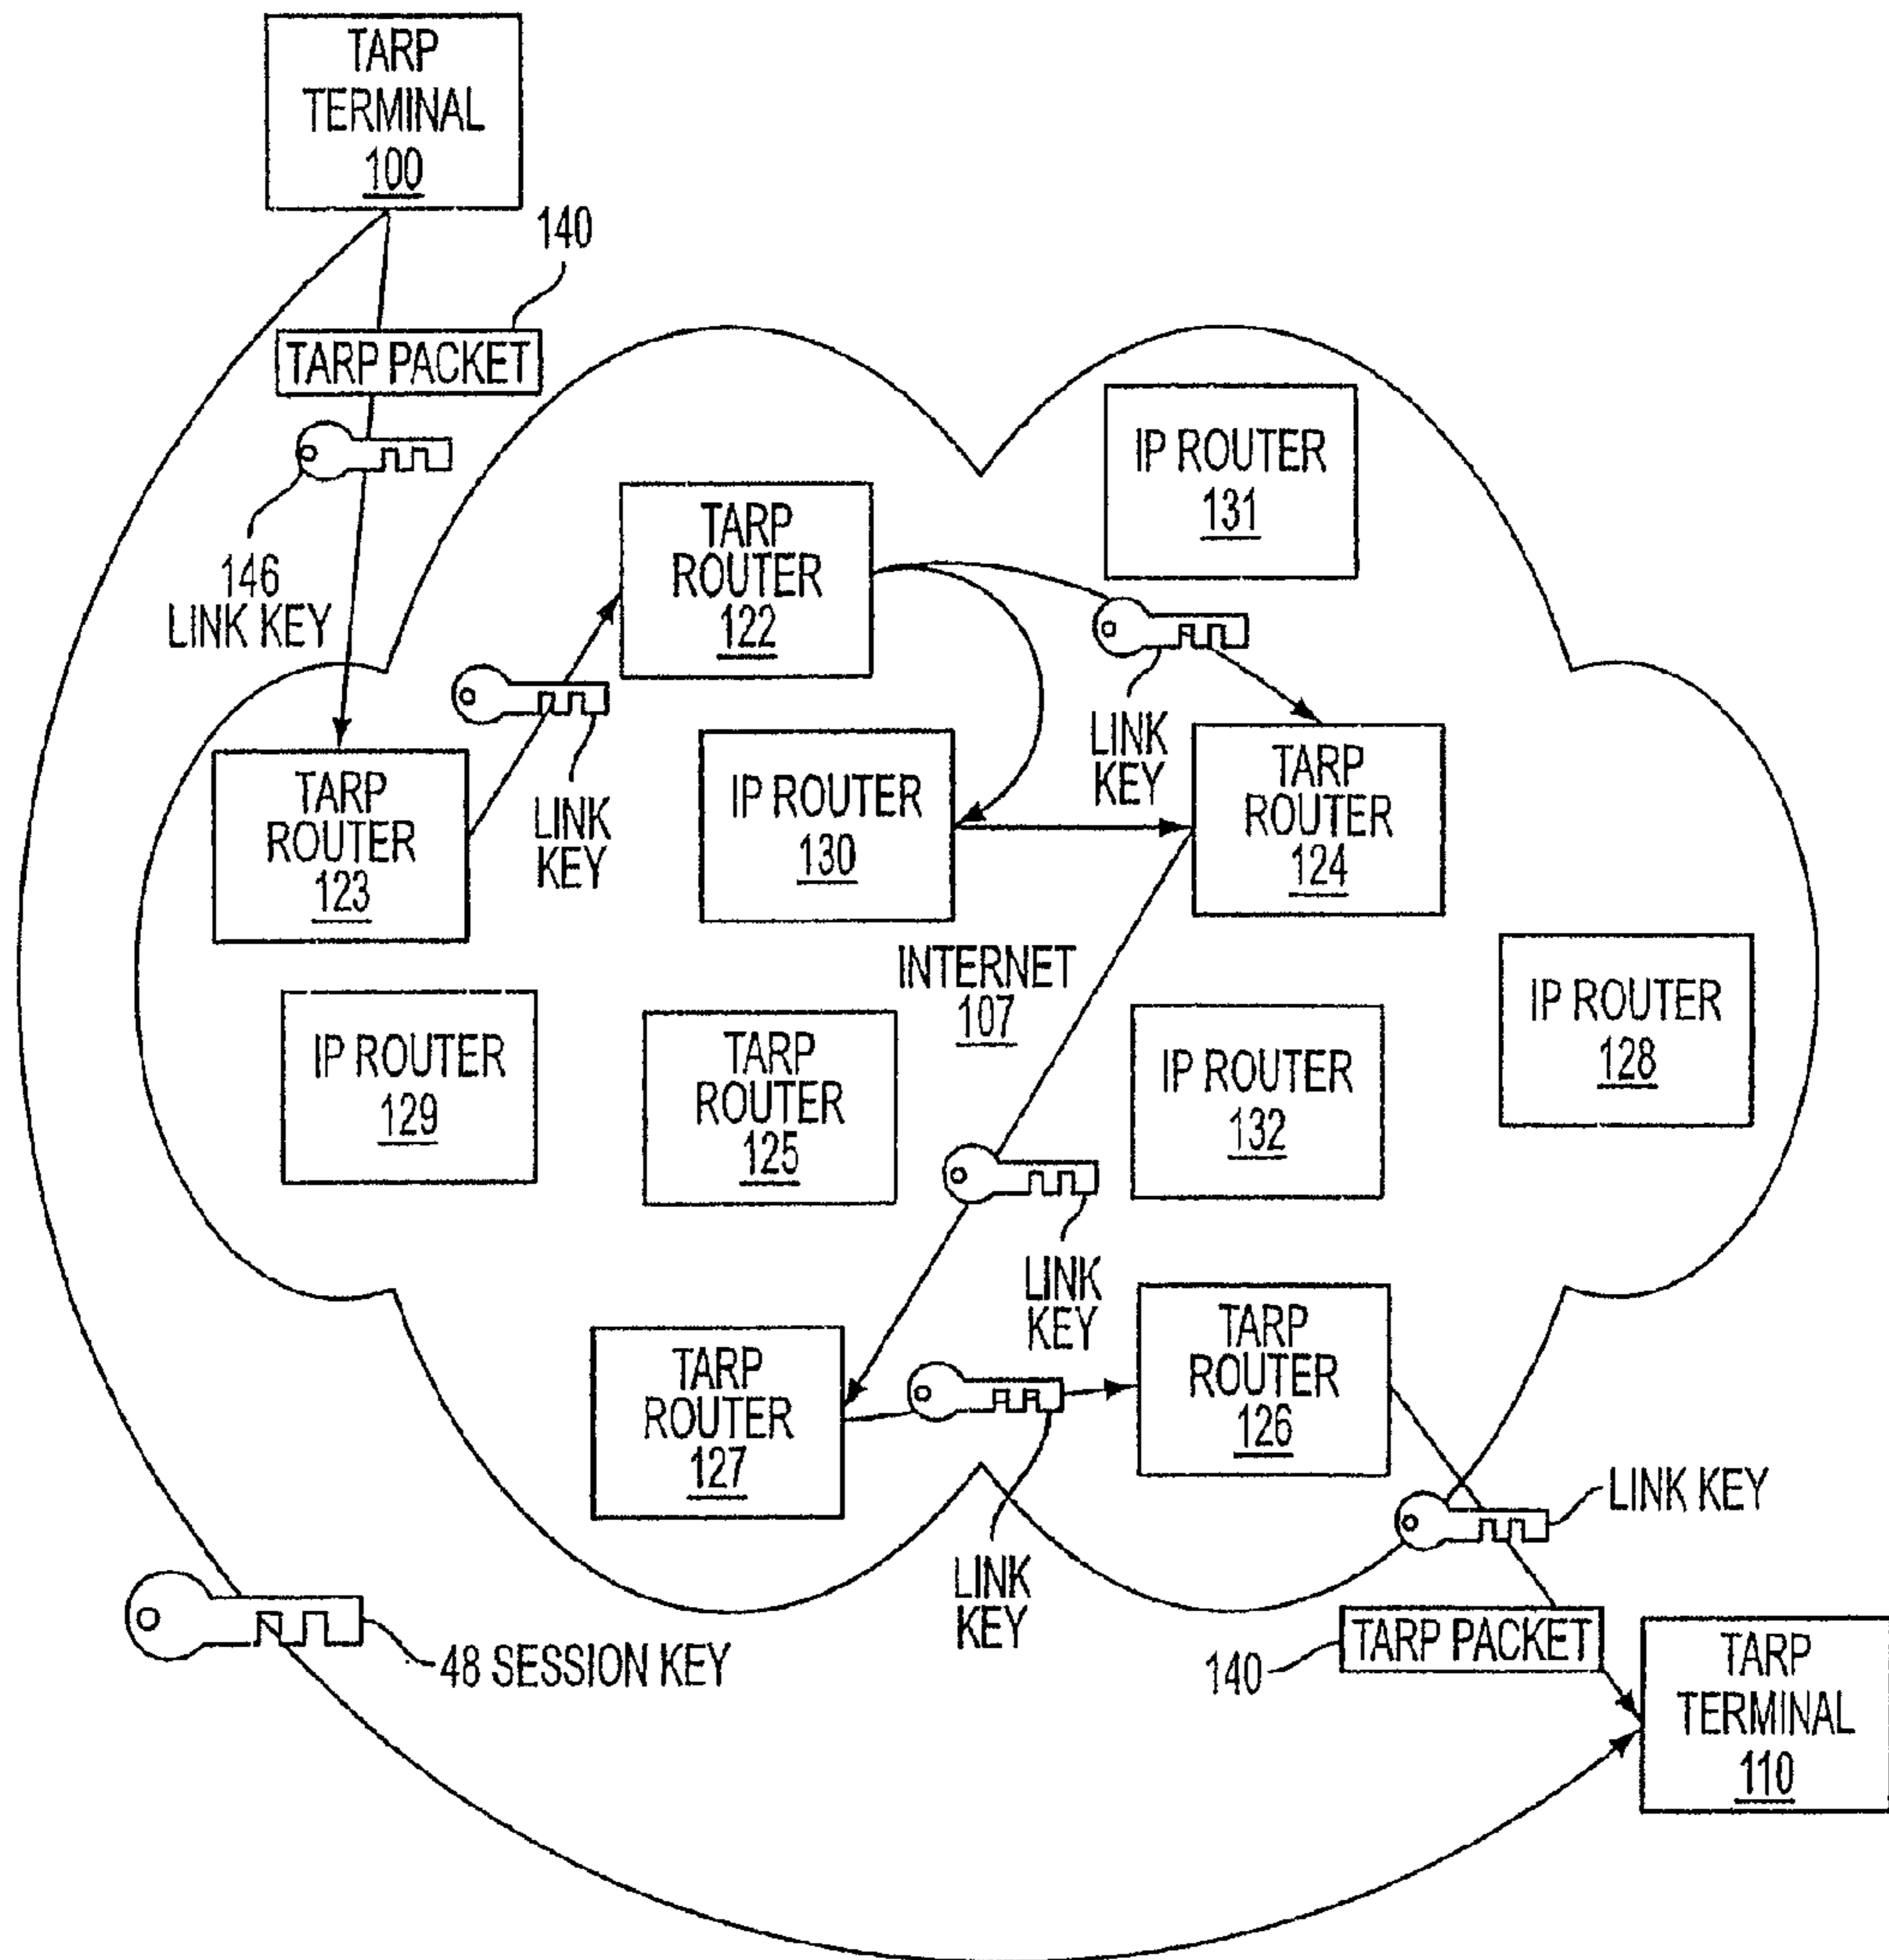 TARP
TERMINAL
100
140
TARP PACKET
146
LINK KEY
TARP
ROUTER
122
IP ROUTER
131
LINK
KEY
LINK
KEY
TARP
ROUTER
123
IP ROUTER
130
TARP
ROUTER
124
INTERNET
107
IP ROUTER
129
TARP
ROUTER
125
IP ROUTER
132
IP ROUTER
128
LINK
KEY
TARP
ROUTER
127
TARP
ROUTER
126
LINK KEY
LINK
KEY
48 SESSION KEY
140
TARP PACKET
TARP
TERMINAL
110